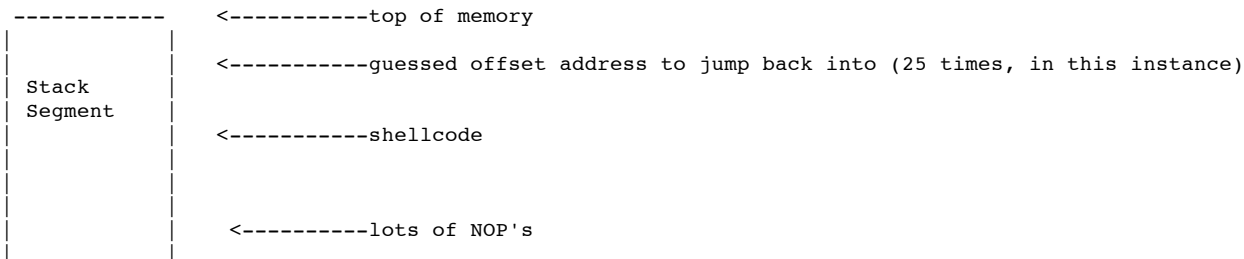 ------------ <-----------top of memory
| |
| | <-----------guessed offset address to jump back into (25 times, in this instance)
| Stack |
| Segment |
| | <-----------shellcode
| |
| |
| |
| | <----------lots of NOP's
| |